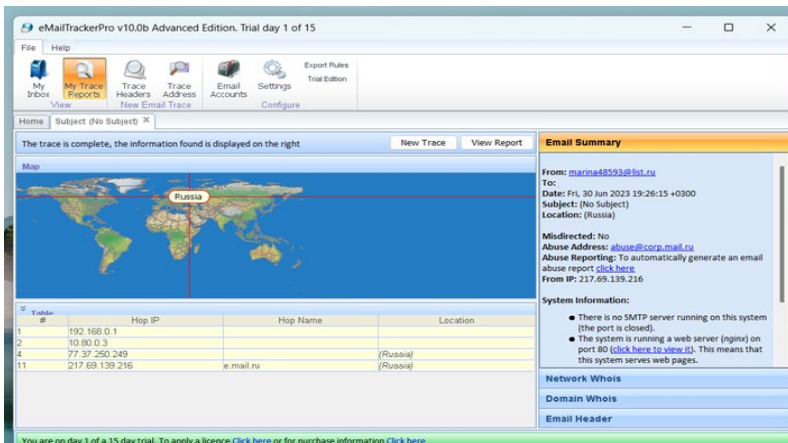 eMailTrackerPro v10.0b Advanced Edition. Trial day 1 of 15
File Help
My Inbox
My Trace Reports
Trace Headers
Trace Address
Email Accounts
Settings
Export Rules
Trial Edition
View
New Email Trace
Configure
Home
Subject (No Subject)
The trace is complete, the information found is displayed on the right
New Trace
View Report
Map
Russia
Table
# Hop IP Hop Name Location
1 192.168.0.1
2 10.80.0.3
4 77.37.250.249 (Russia)
11 217.69.139.216 e.mail.ru (Russia)
Email Summary
From: marina48593@list.ru
To:
Date: Fri, 30 Jun 2023 19:26:15 +0300
Subject: (No Subject)
Location: (Russia)
Misdirected: No
Abuse Address: abuse@corp.mail.ru
Abuse Reporting: To automatically generate an email
abuse report click here
From IP: 217.69.139.216
System Information:
There is no SMTP server running on this system
(the port is closed).
The system is running a web server (nginx) on
port 80 (click here to view it). This means that
this system serves web pages.
Network Whois
Domain Whois
Email Header
You are on day 1 of a 15 day trial. To apply a licence Click here or for purchase information Click here